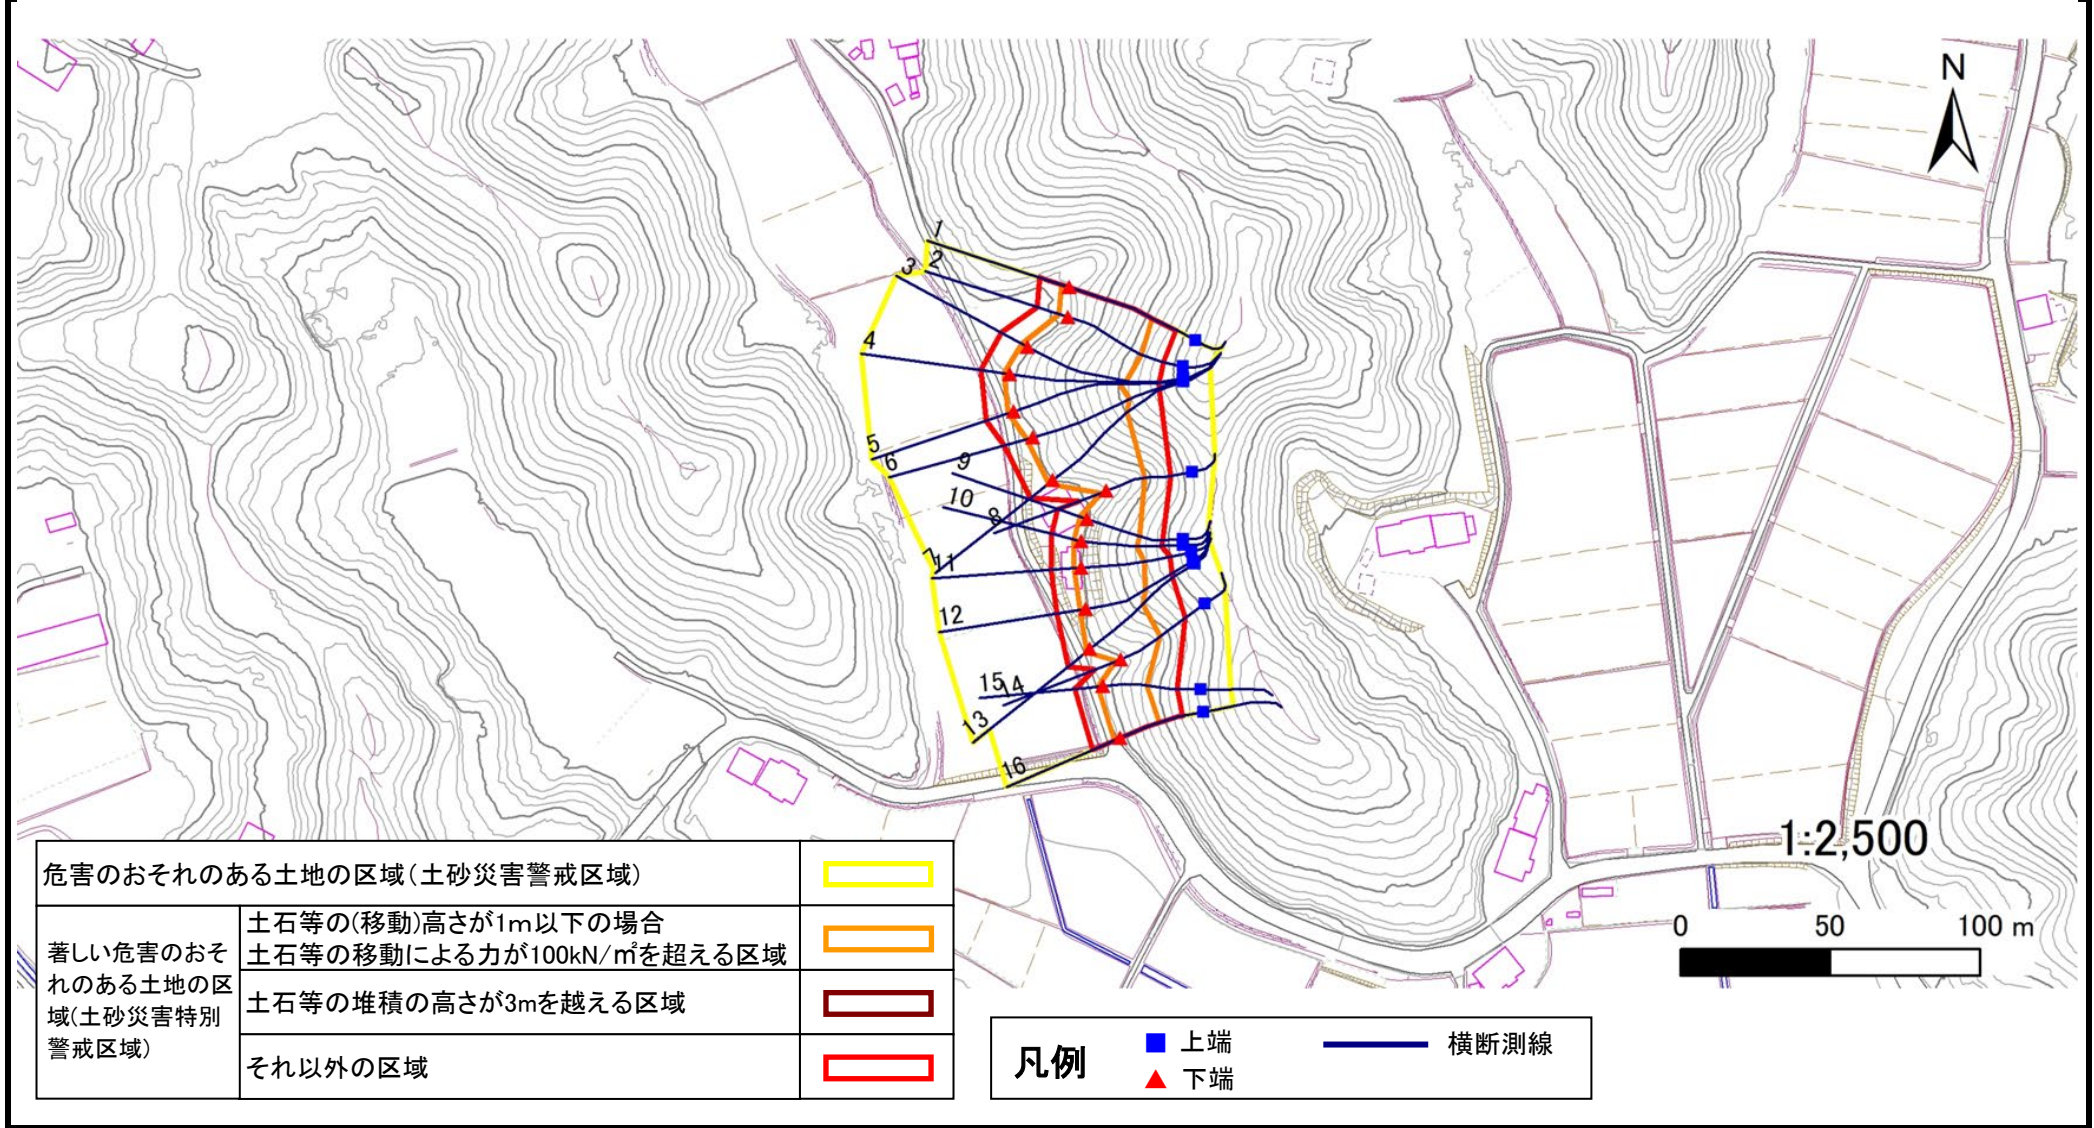 N
1
2
3
4
5
6
9
10
8
7
11
12
15
14
13
16
1:2,500
0 50 100 m
危害のおそれのある土地の区域(土砂災害警戒区域)
著しい危害のおそ
れのある土地の区
域(土砂災害特別
警戒区域)
土石等の(移動)高さが1m以下の場合
土石等の移動による力が100kN/㎡を超える区域
土石等の堆積の高さが3mを越える区域
それ以外の区域
凡例
上端
下端
横断測線